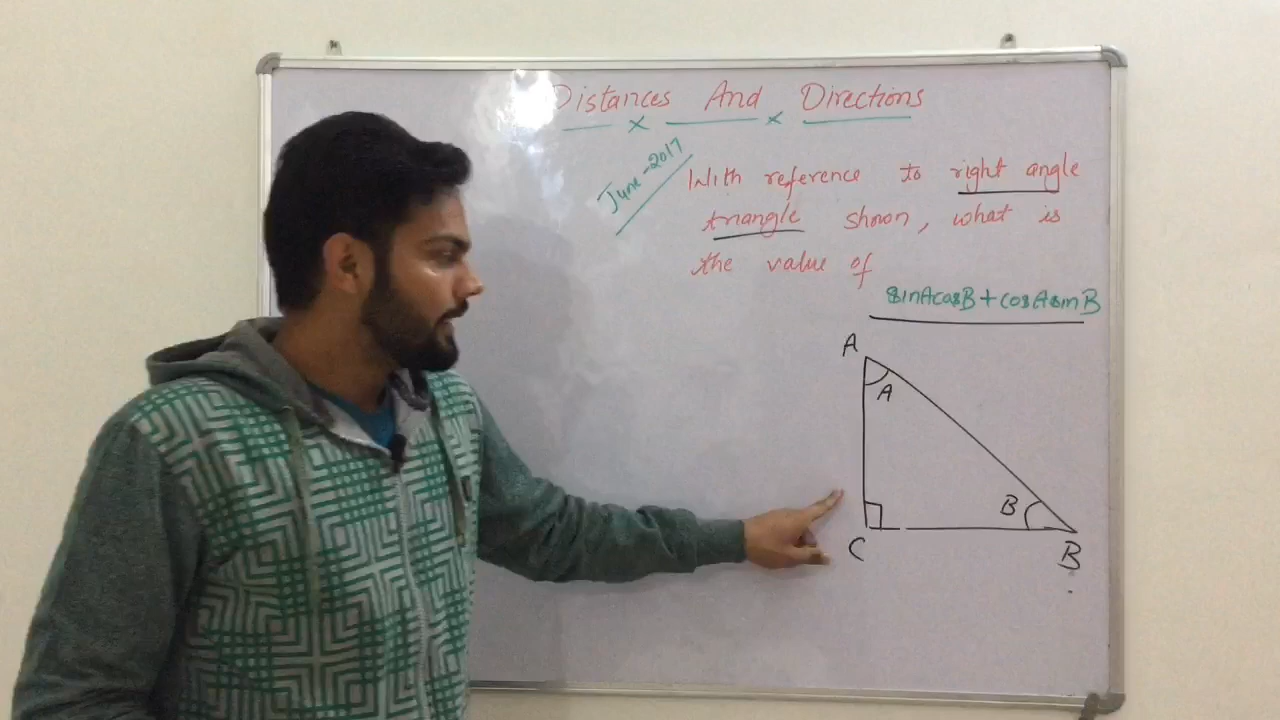 Distances And Directions
June-2017
With reference to right angle
triangle shown, what is
the value of
sinAcosB+cosAsinB
A
A
B
C
B